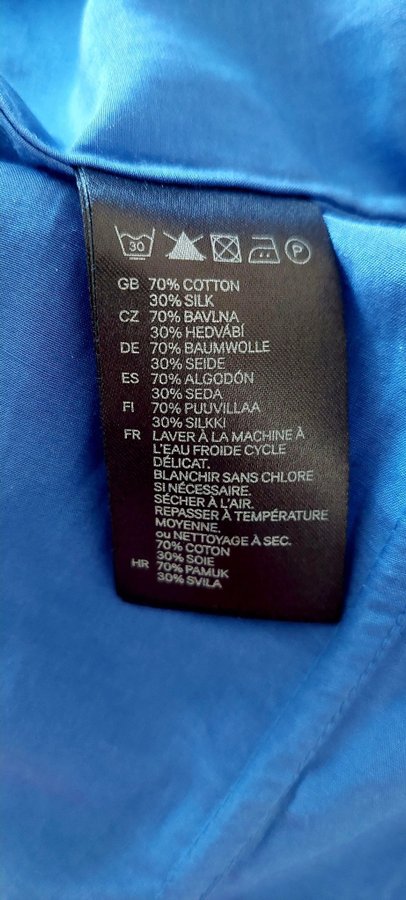 30 P
GB 70% COTTON
30% SILK
CZ 70% BAVLNA
30% HEDVÁBÍ
DE 70% BAUMWOLLE
30% SEIDE
ES 70% ALGODÓN
30% SEDA
FI 70% PUUVILLAA
30% SILKKI
FR LAVER À LA MACHINE À
L'EAU FROIDE CYCLE
DÉLICAT.
BLANCHIR SANS CHLORE
SI NÉCESSAIRE.
SÉCHER À L'AIR.
REPASSER À TEMPÉRATURE
MOYENNE.
ou NETTOYAGE À SEC.
70% COTON
30% SOIE
HR 70% PAMUK
30% SVILA